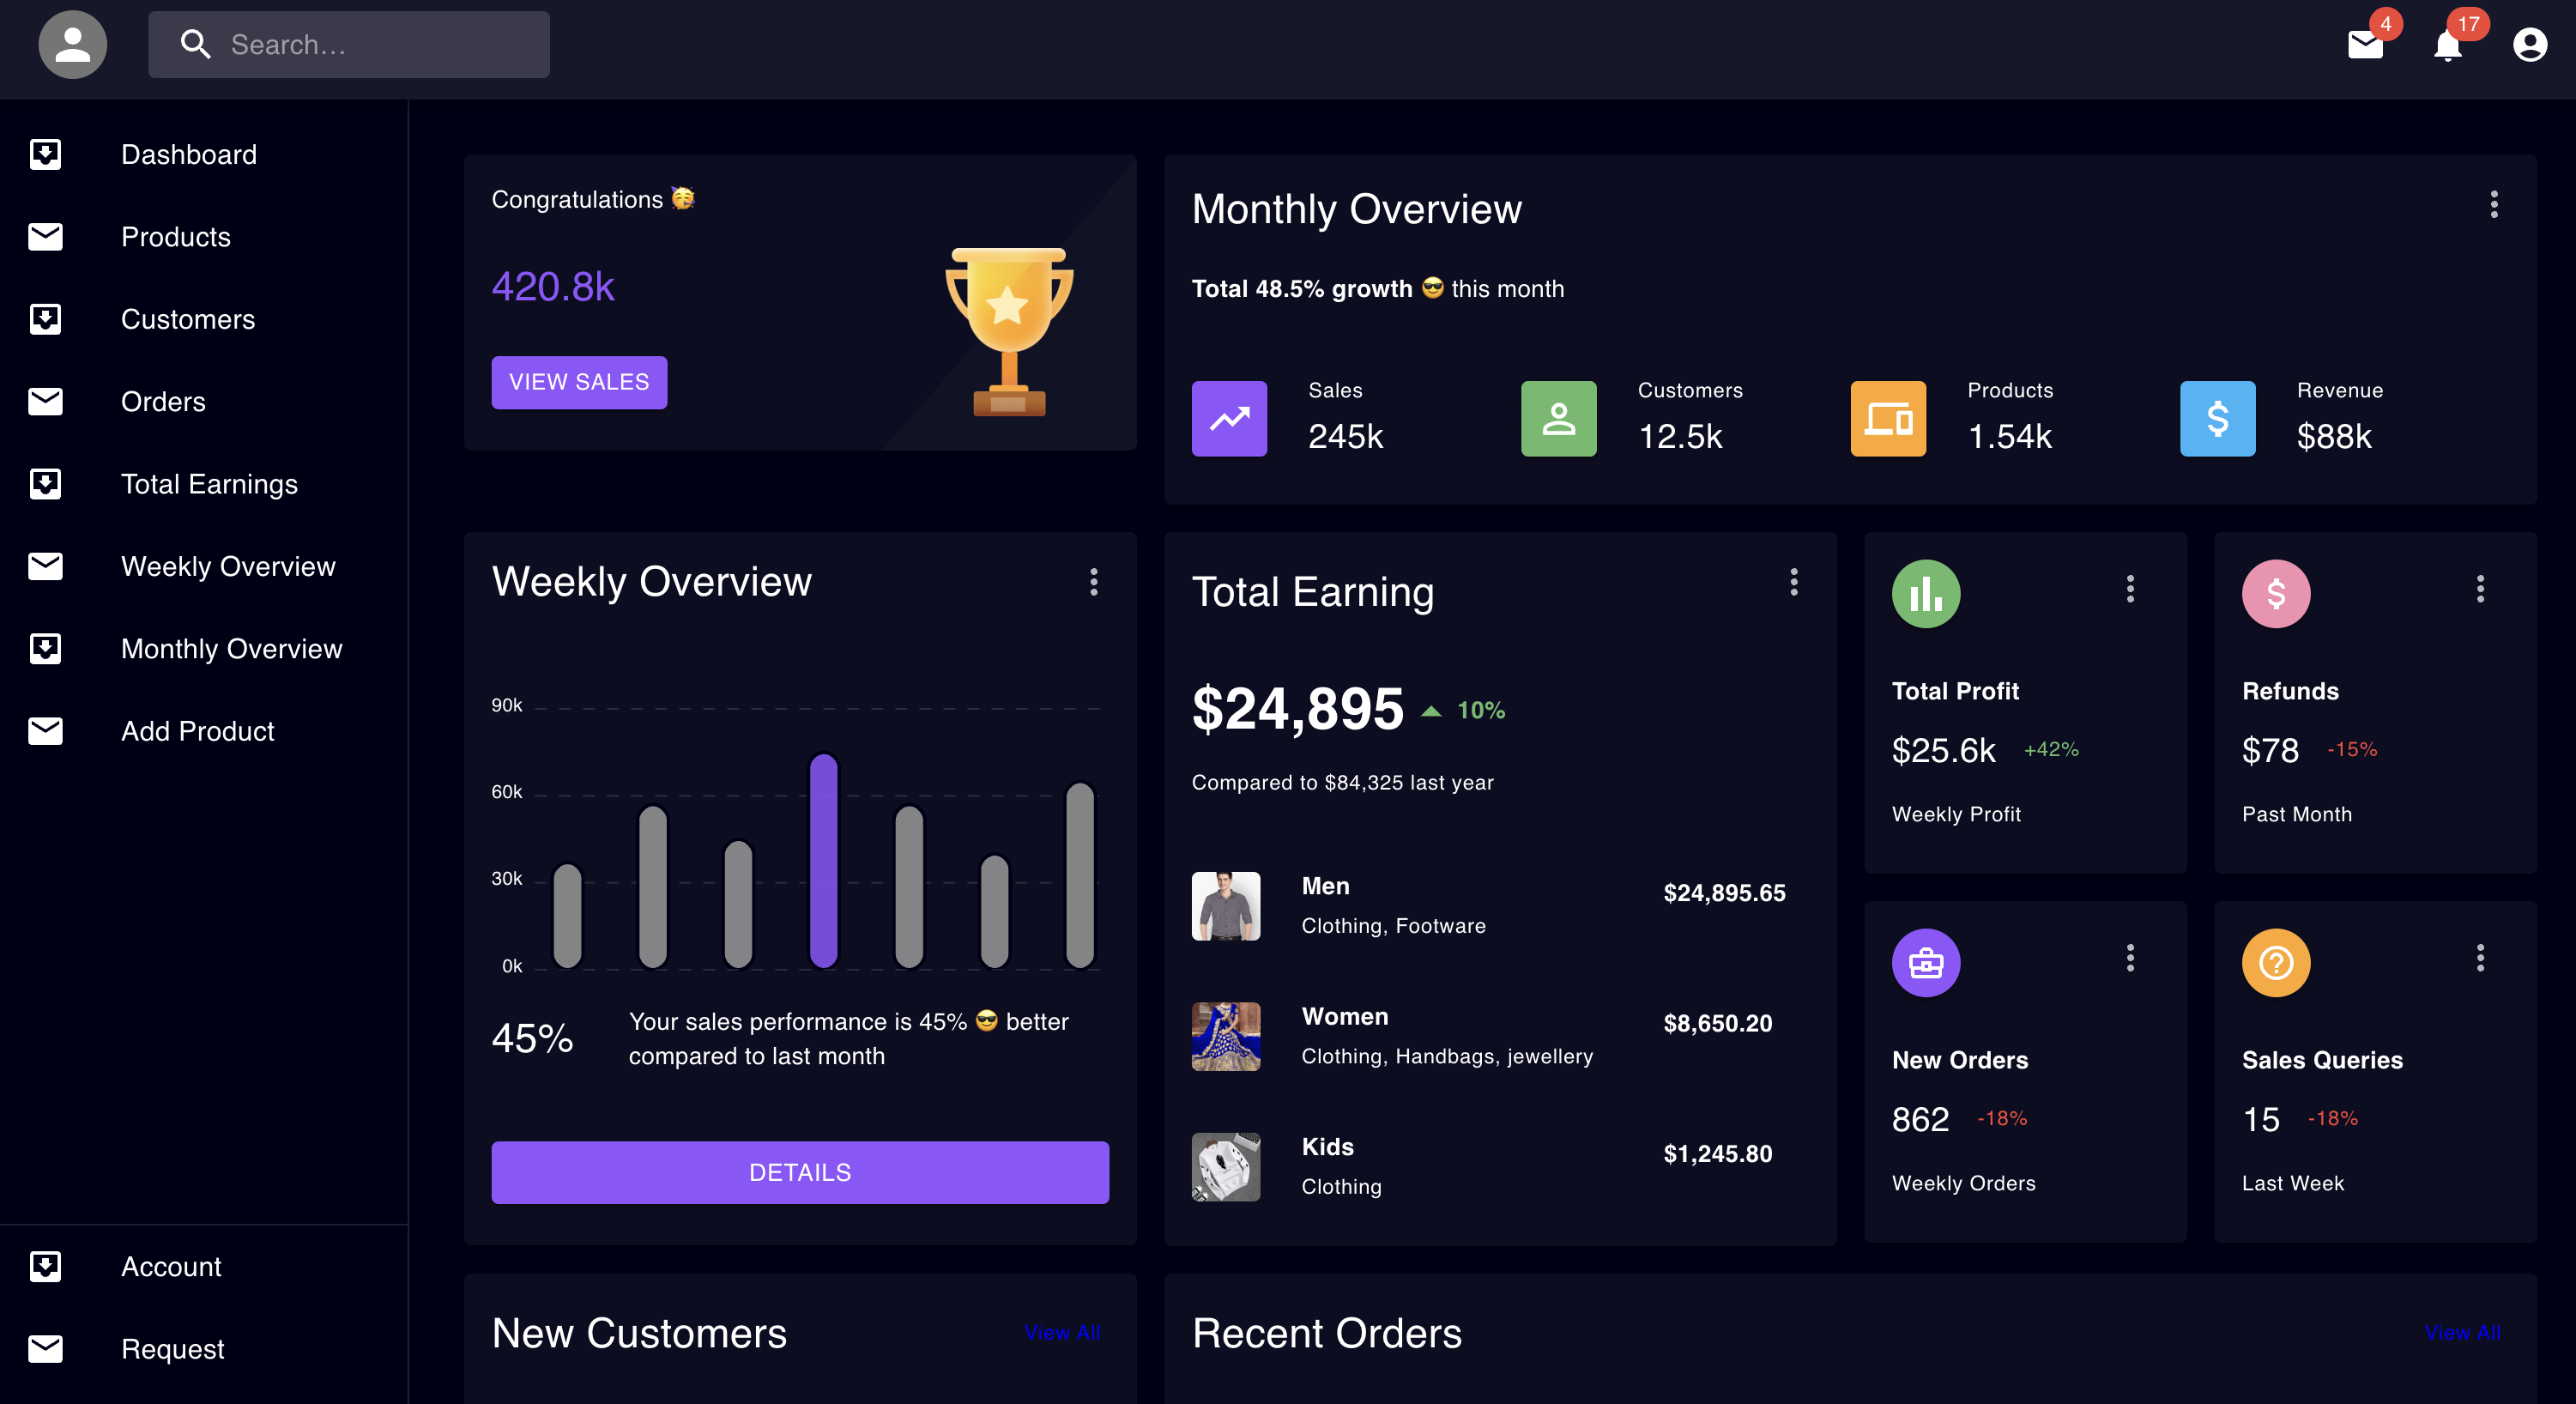 Search…
4
17
Dashboard
Products
Customers
Orders
Total Earnings
Weekly Overview
Monthly Overview
Add Product
Account
Request
Congratulations 🥳
420.8k
VIEW SALES
Monthly Overview
Total 48.5% growth 😎 this month
Sales
245k
Customers
12.5k
Products
1.54k
Revenue
$88k
Weekly Overview
90k
60k
30k
0k
45%
Your sales performance is 45% 😎 better
compared to last month
DETAILS
Total Earning
$24,895 10%
Compared to $84,325 last year
Men
Clothing, Footware
$24,895.65
Women
Clothing, Handbags, jewellery
$8,650.20
Kids
Clothing
$1,245.80
Total Profit
$25.6k +42%
Weekly Profit
Refunds
$78 -15%
Past Month
New Orders
862 -18%
Weekly Orders
Sales Queries
15 -18%
Last Week
New Customers
View All
Recent Orders
View All